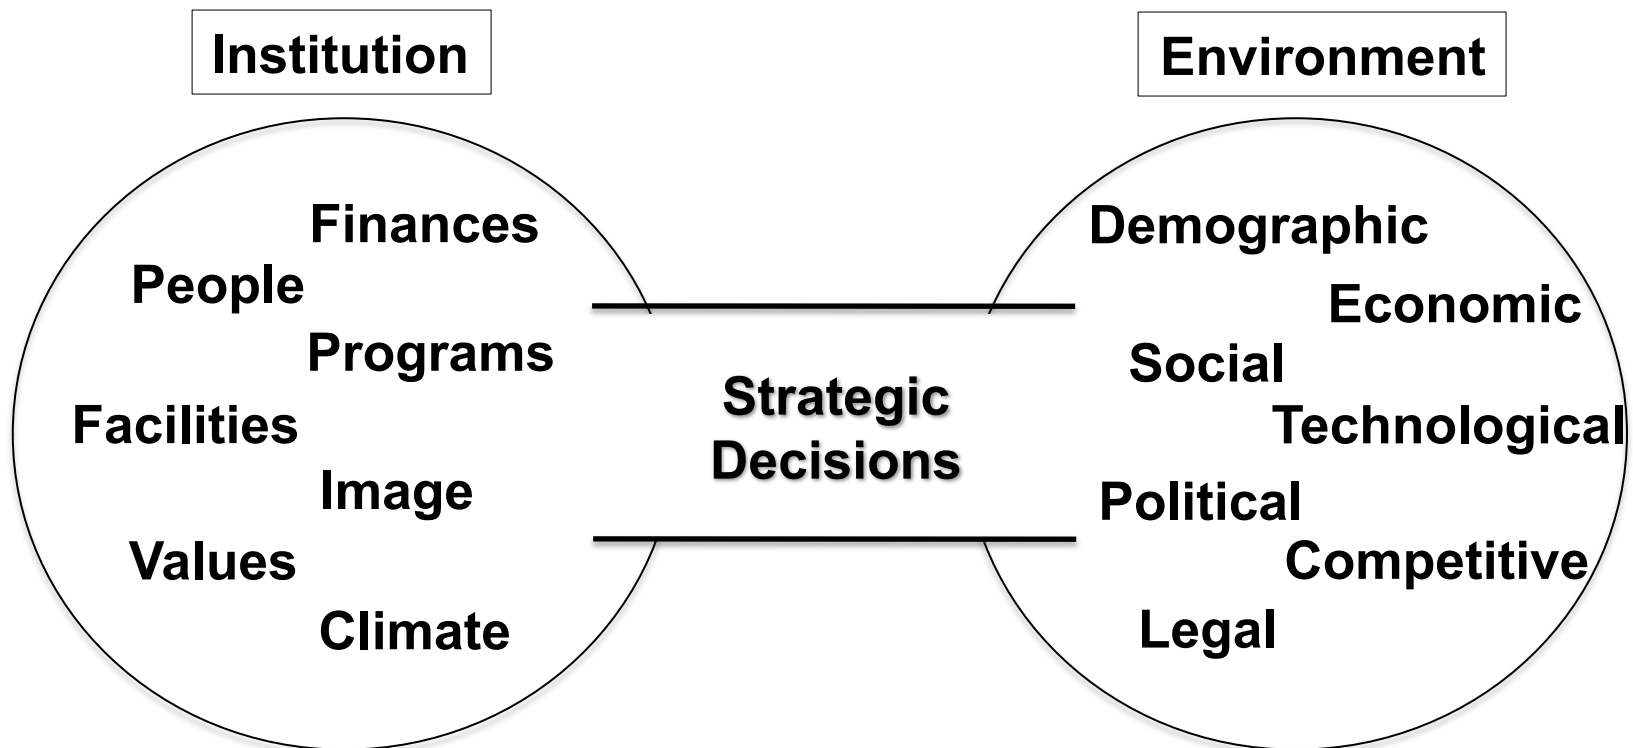 Institution
Finances
People
Programs
Facilities
Image
Values
Climate
Strategic
Decisions
Environment
Demographic
Economic
Social
Technological
Political
Competitive
Legal